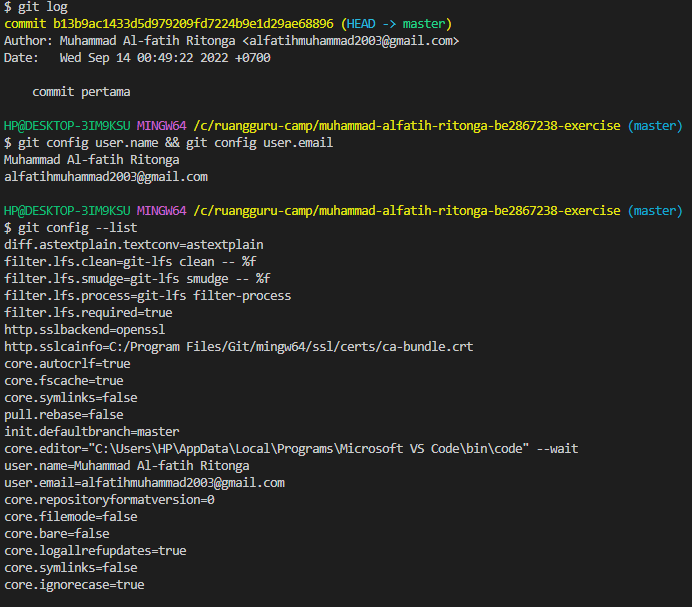 $ git log
commit b13b9ac1433d5d979209fd7224b9e1d29ae68896 (HEAD -> master)
Author: Muhammad Al-fatih Ritonga <alfatihmuhammad2003@gmail.com>
Date:   Wed Sep 14 00:49:22 2022 +0700
commit pertama
HP@DESKTOP-3IM9KSU MINGW64 /c/ruangguru-camp/muhammad-alfatih-ritonga-be2867238-exercise (master)
$ git config user.name && git config user.email
Muhammad Al-fatih Ritonga
alfatihmuhammad2003@gmail.com
HP@DESKTOP-3IM9KSU MINGW64 /c/ruangguru-camp/muhammad-alfatih-ritonga-be2867238-exercise (master)
$ git config --list
diff.astextplain.textconv=astextplain
filter.lfs.clean=git-lfs clean -- %f
filter.lfs.smudge=git-lfs smudge -- %f
filter.lfs.process=git-lfs filter-process
filter.lfs.required=true
http.sslbackend=openssl
http.sslcainfo=C:/Program Files/Git/mingw64/ssl/certs/ca-bundle.crt
core.autocrlf=true
core.fscache=true
core.symlinks=false
pull.rebase=false
init.defaultbranch=master
core.editor="C:\Users\HP\AppData\Local\Programs\Microsoft VS Code\bin\code" --wait
user.name=Muhammad Al-fatih Ritonga
user.email=alfatihmuhammad2003@gmail.com
core.repositoryformatversion=0
core.filemode=false
core.bare=false
core.logallrefupdates=true
core.symlinks=false
core.ignorecase=true